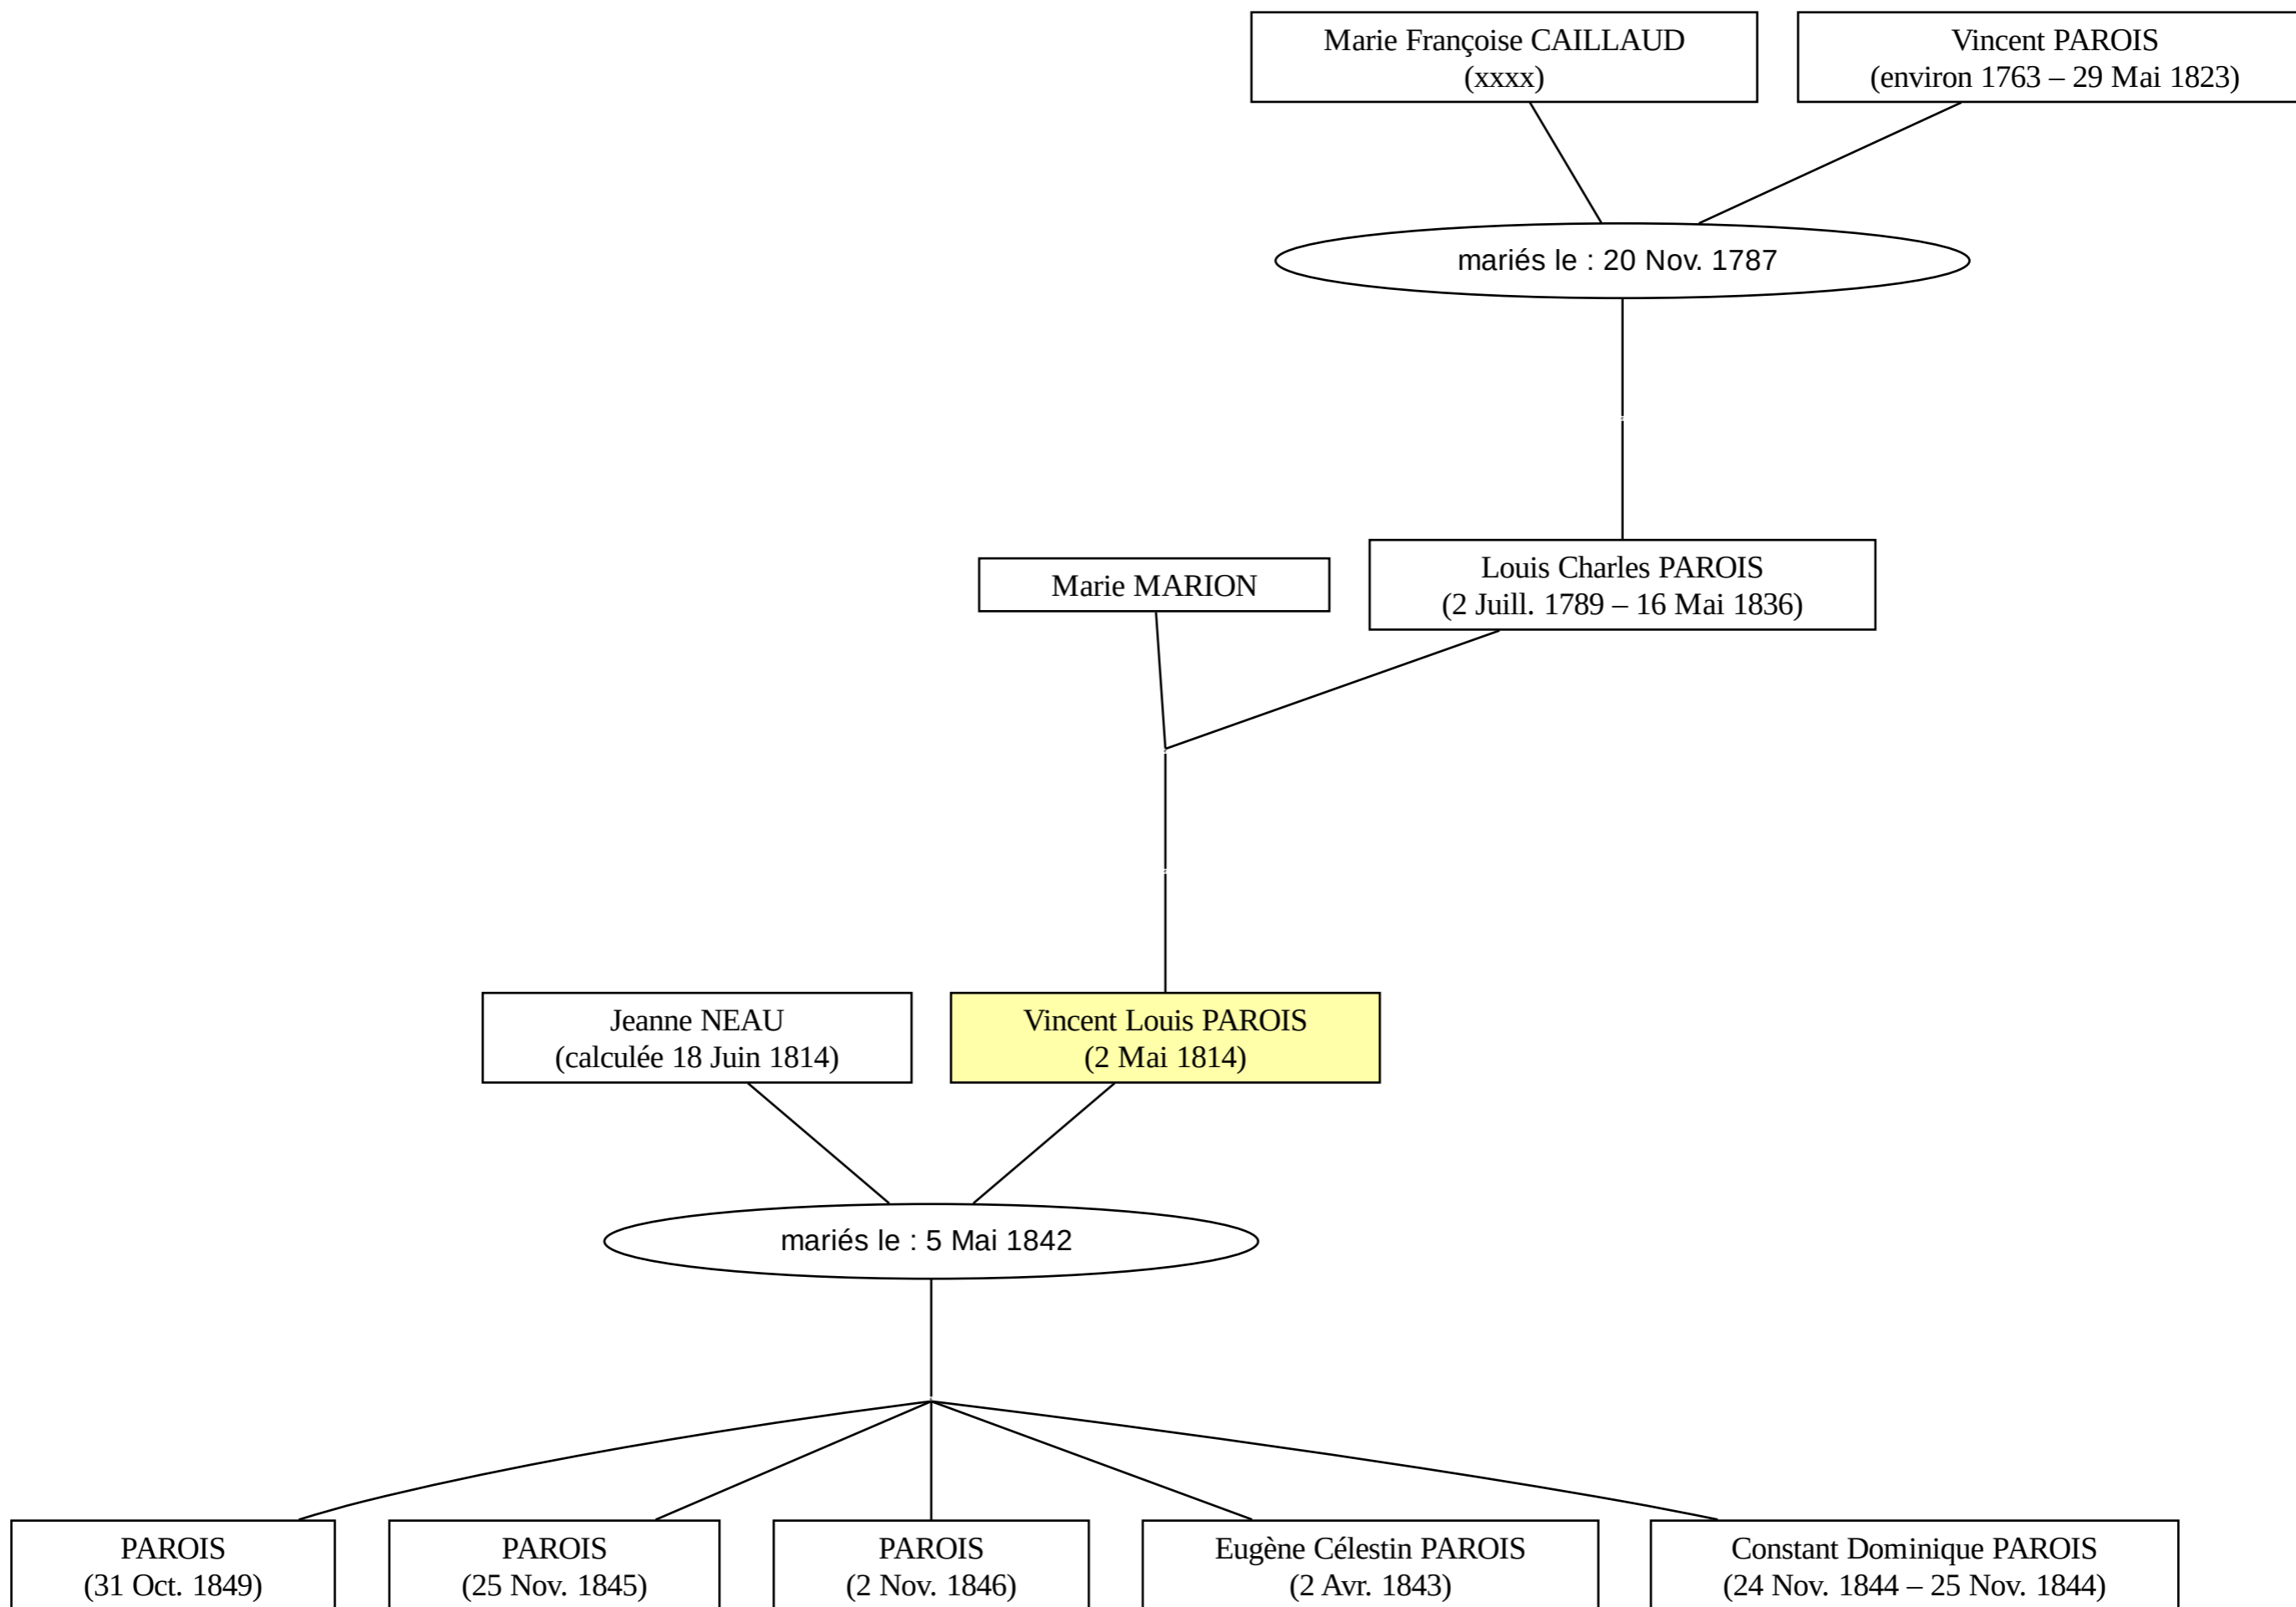 Marie Françoise CAILLAUD
(xxxx)
Vincent PAROIS
(environ 1763 – 29 Mai 1823)
mariés le : 20 Nov. 1787
Marie MARION
Louis Charles PAROIS
(2 Juill. 1789 – 16 Mai 1836)
Jeanne NEAU
(calculée 18 Juin 1814)
Vincent Louis PAROIS
(2 Mai 1814)
mariés le : 5 Mai 1842
PAROIS
(31 Oct. 1849)
PAROIS
(25 Nov. 1845)
PAROIS
(2 Nov. 1846)
Eugène Célestin PAROIS
(2 Avr. 1843)
Constant Dominique PAROIS
(24 Nov. 1844 – 25 Nov. 1844)